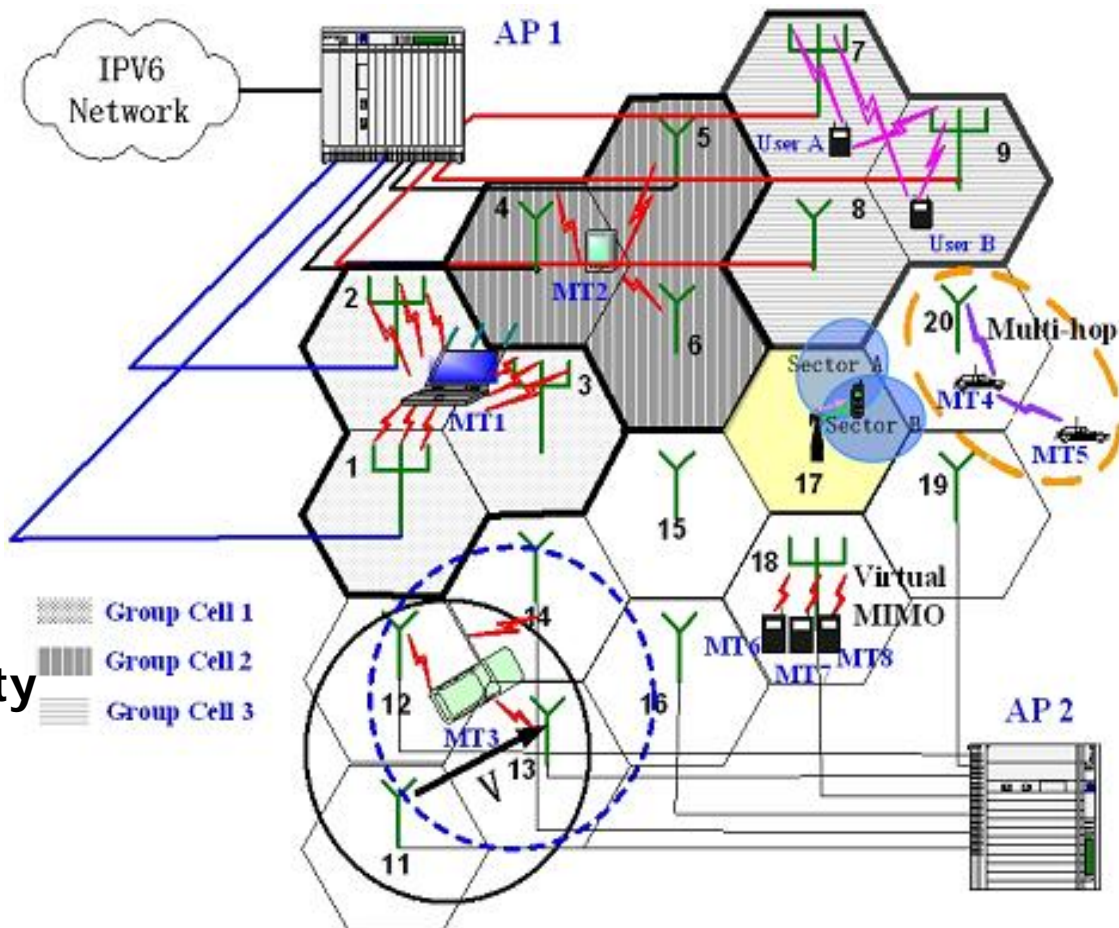 AP 1
IPV6
Network
7
User A
9
5
4
8
User B
MT2
2
20
Multi-hop
6
Sector A
3
MT4
MT1
Sector B
MT5
1
17
19
15
18
Virtual
MIMO
14
Group Cell 1
MT6
MT7
MT8
Group Cell 2
ty
12
16
Group Cell 3
AP 2
MT3
13
V
11